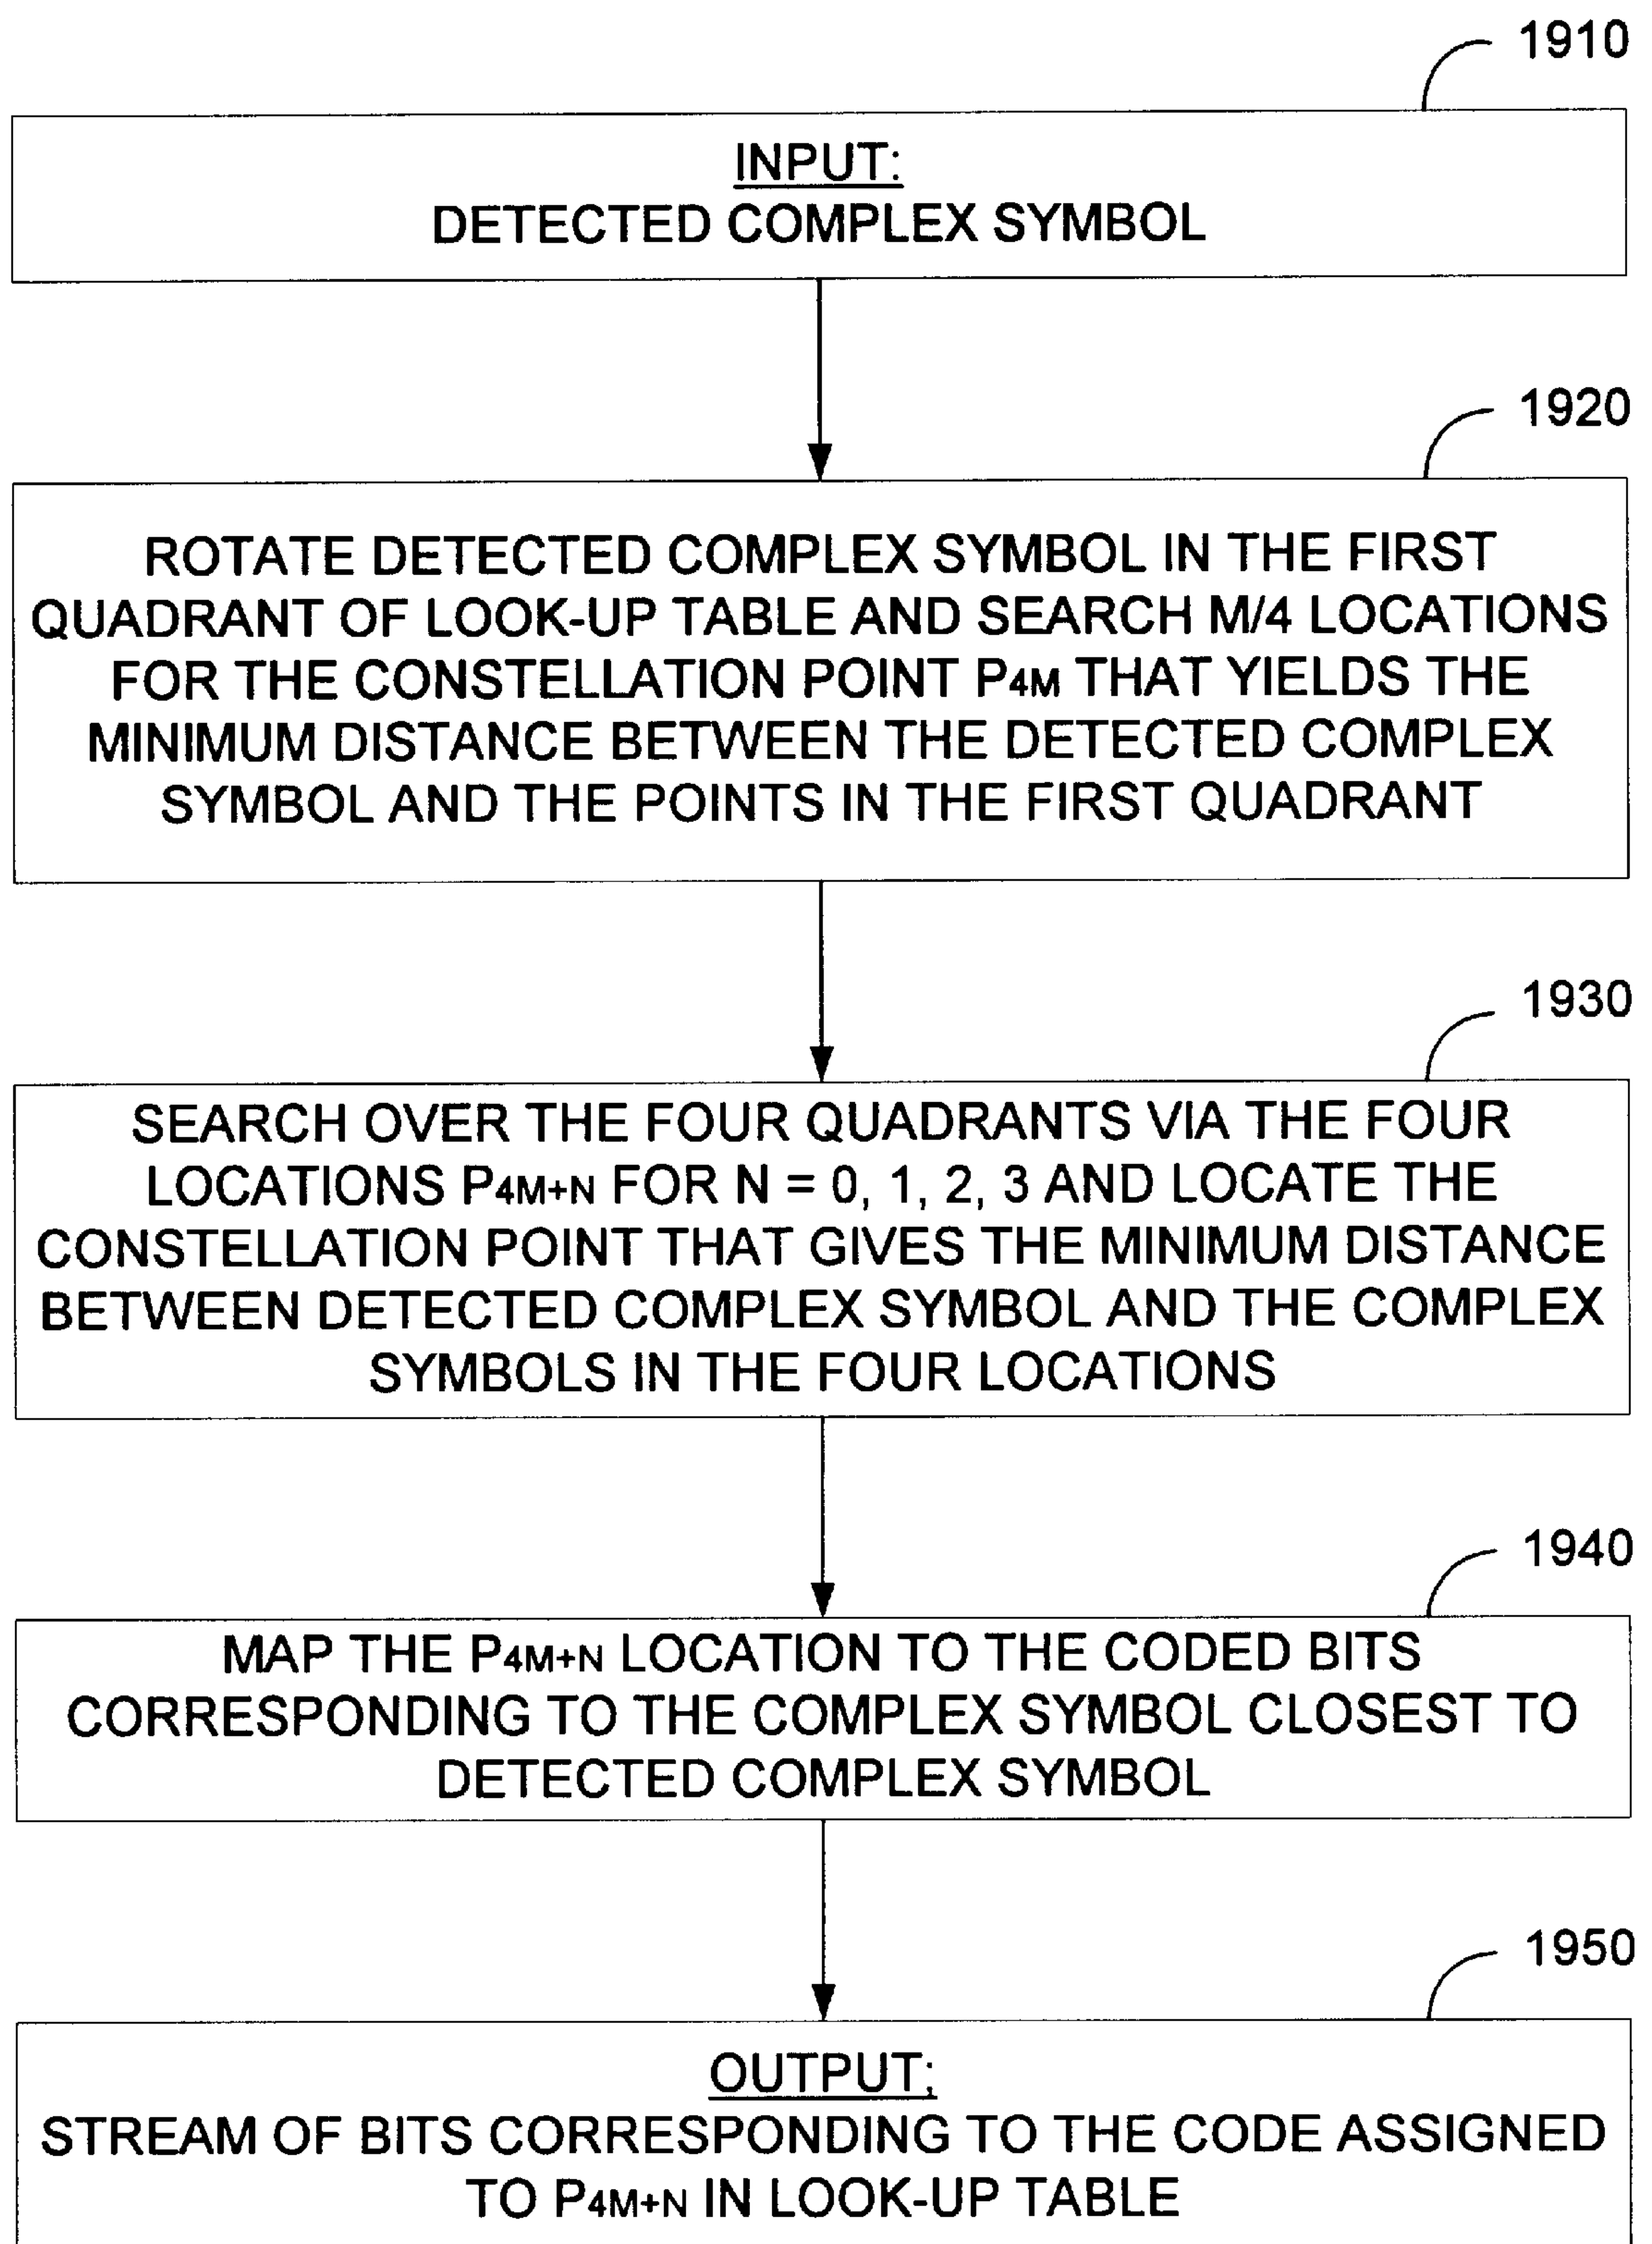 1910
INPUT:
DETECTED COMPLEX SYMBOL
1920
ROTATE DETECTED COMPLEX SYMBOL IN THE FIRST
QUADRANT OF LOOK-UP TABLE AND SEARCH M/4 LOCATIONS
FOR THE CONSTELLATION POINT P4M THAT YIELDS THE
MINIMUM DISTANCE BETWEEN THE DETECTED COMPLEX
SYMBOL AND THE POINTS IN THE FIRST QUADRANT
1930
SEARCH OVER THE FOUR QUADRANTS VIA THE FOUR
LOCATIONS P4M+N FOR N = 0, 1, 2, 3 AND LOCATE THE
CONSTELLATION POINT THAT GIVES THE MINIMUM DISTANCE
BETWEEN DETECTED COMPLEX SYMBOL AND THE COMPLEX
SYMBOLS IN THE FOUR LOCATIONS
1940
MAP THE P4M+N LOCATION TO THE CODED BITS
CORRESPONDING TO THE COMPLEX SYMBOL CLOSEST TO
DETECTED COMPLEX SYMBOL
1950
OUTPUT:
STREAM OF BITS CORRESPONDING TO THE CODE ASSIGNED
TO P4M+N IN LOOK-UP TABLE